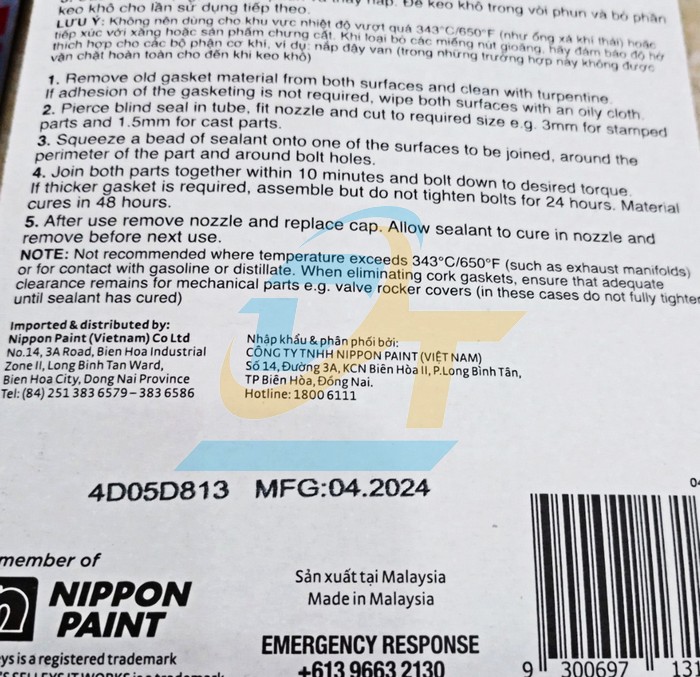 keo khô cho lần sử dụng tiếp theo.
nắp. Để keo khô trong vòi phun và bỏ phần
LƯU Ý: Không nên dùng cho khu vực nhiệt độ vượt quá 343°C/650°F (như ống xả khí thải) hoặc
tiếp xúc với xăng hoặc sản phẩm chưng cất. Khi loại bỏ các miếng nút gioăng, hãy đảm bảo độ hở
thích hợp cho các bộ phận cơ khí, ví dụ: nắp đậy van (trong những trường hợp này không được
vặn chặt hoàn toàn cho đến khi keo khô)
1. Remove old gasket material from both surfaces and clean with turpentine.
If adhesion of the gasketing is not required, wipe both surfaces with an oily cloth.
2. Pierce blind seal in tube, fit nozzle and cut to required size e.g. 3mm for stamped
parts and 1.5mm for cast parts.
3. Squeeze a bead of sealant onto one of the surfaces to be joined, around the
perimeter of the part and around bolt holes.
4. Join both parts together within 10 minutes and bolt down to desired torque.
If thicker gasket is required, assemble but do not tighten bolts for 24 hours. Material
cures in 48 hours.
5. After use remove nozzle and replace cap. Allow sealant to cure in nozzle and
remove before next use.
NOTE: Not recommended where temperature exceeds 343°C/650°F (such as exhaust manifolds)
or for contact with gasoline or distillate. When eliminating cork gaskets, ensure that adequate
clearance remains for mechanical parts e.g. valve rocker covers (in these cases do not fully tighten
until sealant has cured)
Imported & distributed by:
Nippon Paint (Vietnam) Co Ltd
No.14, 3A Road, Bien Hoa Industrial
Zone II, Long Binh Tan Ward,
Bien Hoa City, Dong Nai Province
Tel: (84) 251 383 6579 – 383 6586
Nhập khẩu & phân phối bởi:
CÔNG TY TNHH NIPPON PAINT (VIỆT NAM)
Số 14, Đường 3A, KCN Biên Hòa II, P.Long Bình Tân,
TP Biên Hòa, Đồng Nai.
Hotline: 1800 6111
4D05D813 MFG:04.2024
member of
NIPPON
PAINT
Sản xuất tại Malaysia
Made in Malaysia
EMERGENCY RESPONSE
+613 9663 2130
ys is a registered trademark
9 300697 131